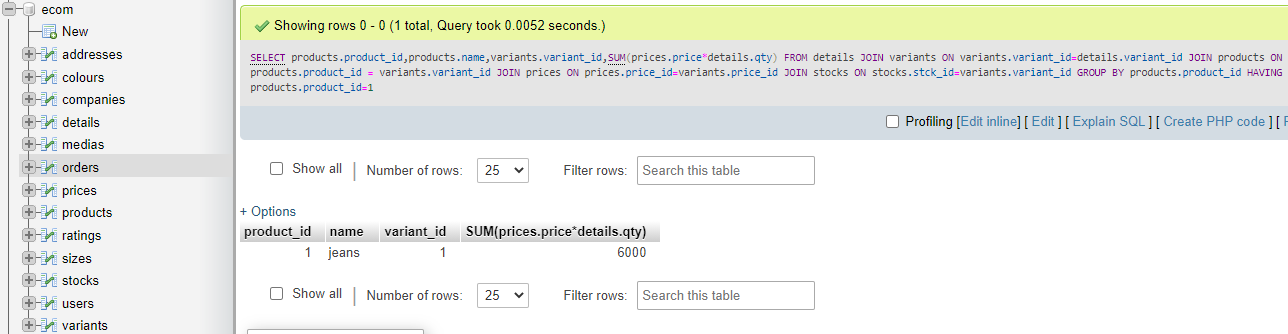 ecom
New
addresses
colours
companies
details
medias
orders
prices
products
ratings
sizes
stocks
users
variants
Showing rows 0 - 0 (1 total, Query took 0.0052 seconds.)
SELECT products.product_id,products.name,variants.variant_id,SUM(prices.price*details.qty) FROM details JOIN variants ON variants.variant_id=details.variant_id JOIN products ON
products.product_id = variants.variant_id JOIN prices ON prices.price_id=variants.price_id JOIN stocks ON stocks.stck_id=variants.variant_id GROUP BY products.product_id HAVING
products.product_id=1
Profiling [Edit inline] [ Edit ] [ Explain SQL ] [ Create PHP code ] [
Show all | Number of rows: 25 Filter rows: Search this table
+ Options
product_id name variant_id SUM(prices.price*details.qty)
1 jeans 1 6000
Show all | Number of rows: 25 Filter rows: Search this table